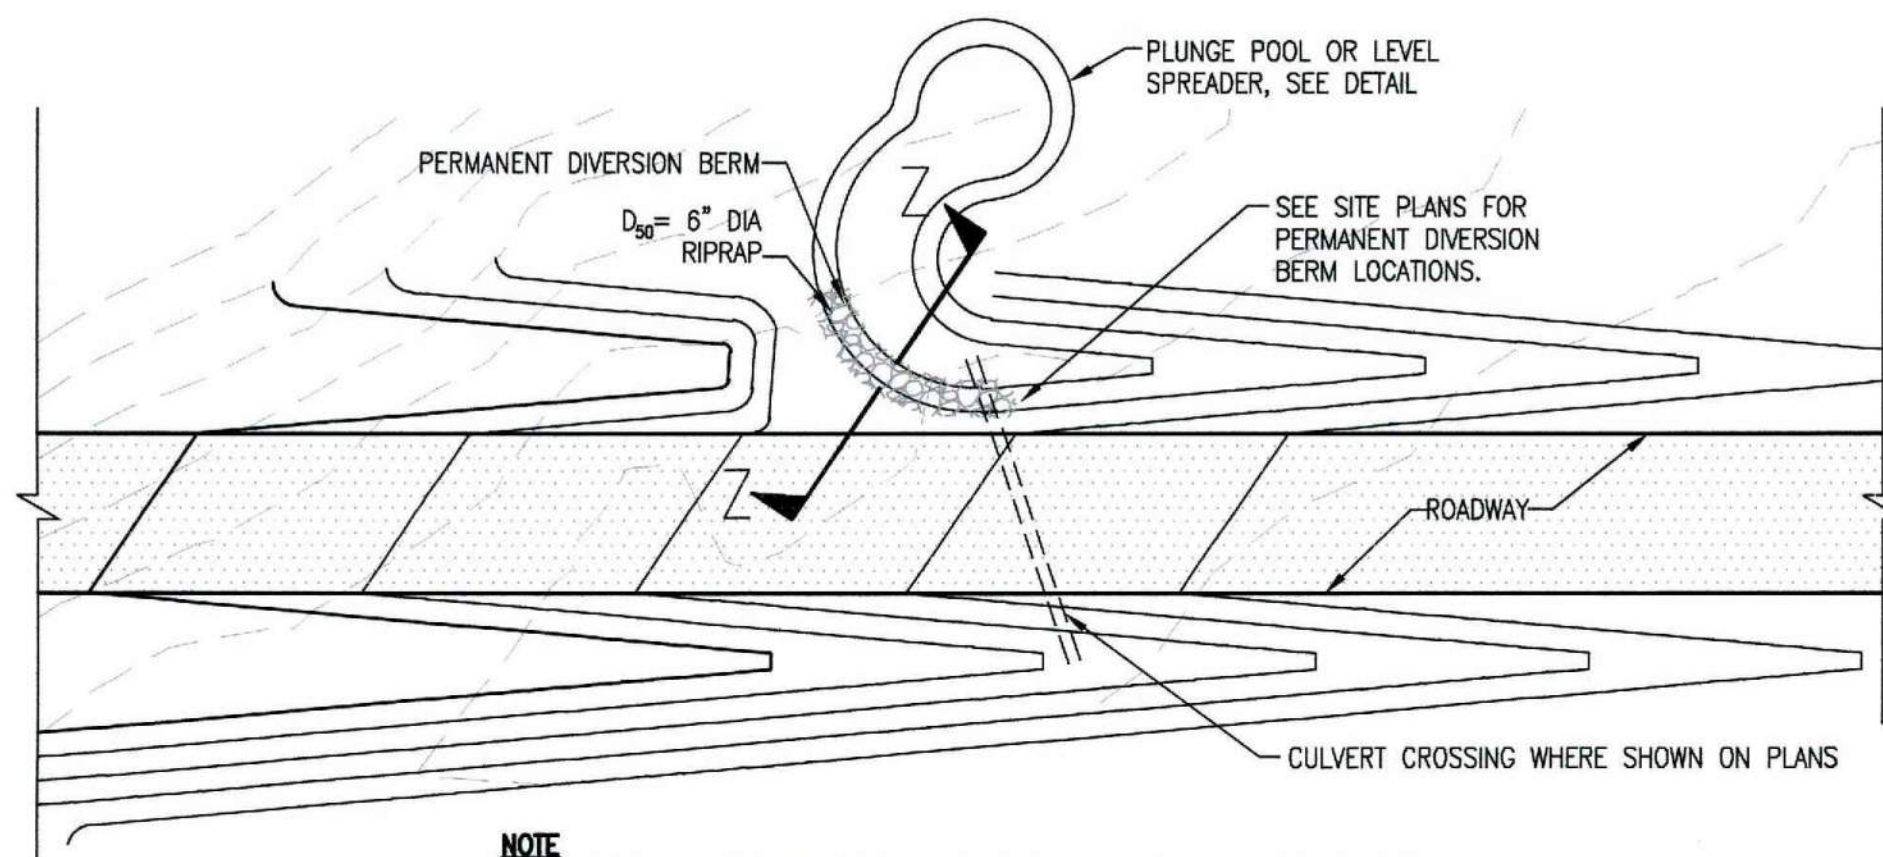 PLUNGE POOL OR LEVEL
SPREADER, SEE DETAIL
PERMANENT DIVERSION BERM
D50= 6" DIA
RIPRAP
Z
SEE SITE PLANS FOR
PERMANENT DIVERSION
BERM LOCATIONS.
Z
ROADWAY
CULVERT CROSSING WHERE SHOWN ON PLANS
NOTE